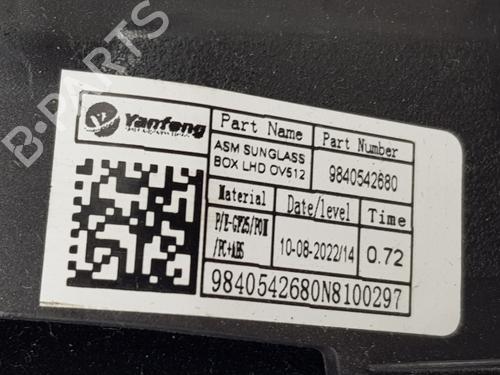 B-PARTS
Yanfeng
Part Name
Part Number
ASM SUNGLASS
BOX LHD OV512
9840542680
Material
Date/level
Time
P/E-GF25/POM
/PC+ABS
10-08-2022/14
0.72
9840542680N8100297